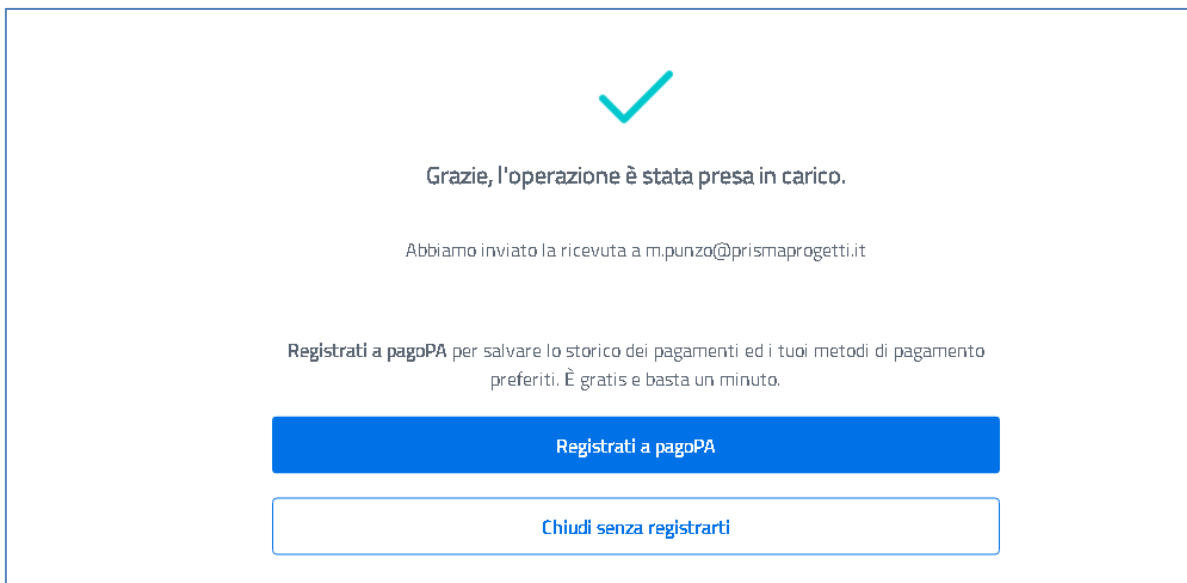 Grazie, l'operazione è stata presa in carico.
Abbiamo inviato la ricevuta a m.punzo@prismaprogetti.it
Registrati a pagoPA per salvare lo storico dei pagamenti ed i tuoi metodi di pagamento
preferiti. È gratis e basta un minuto.
Registrati a pagoPA
Chiudi senza registrarti